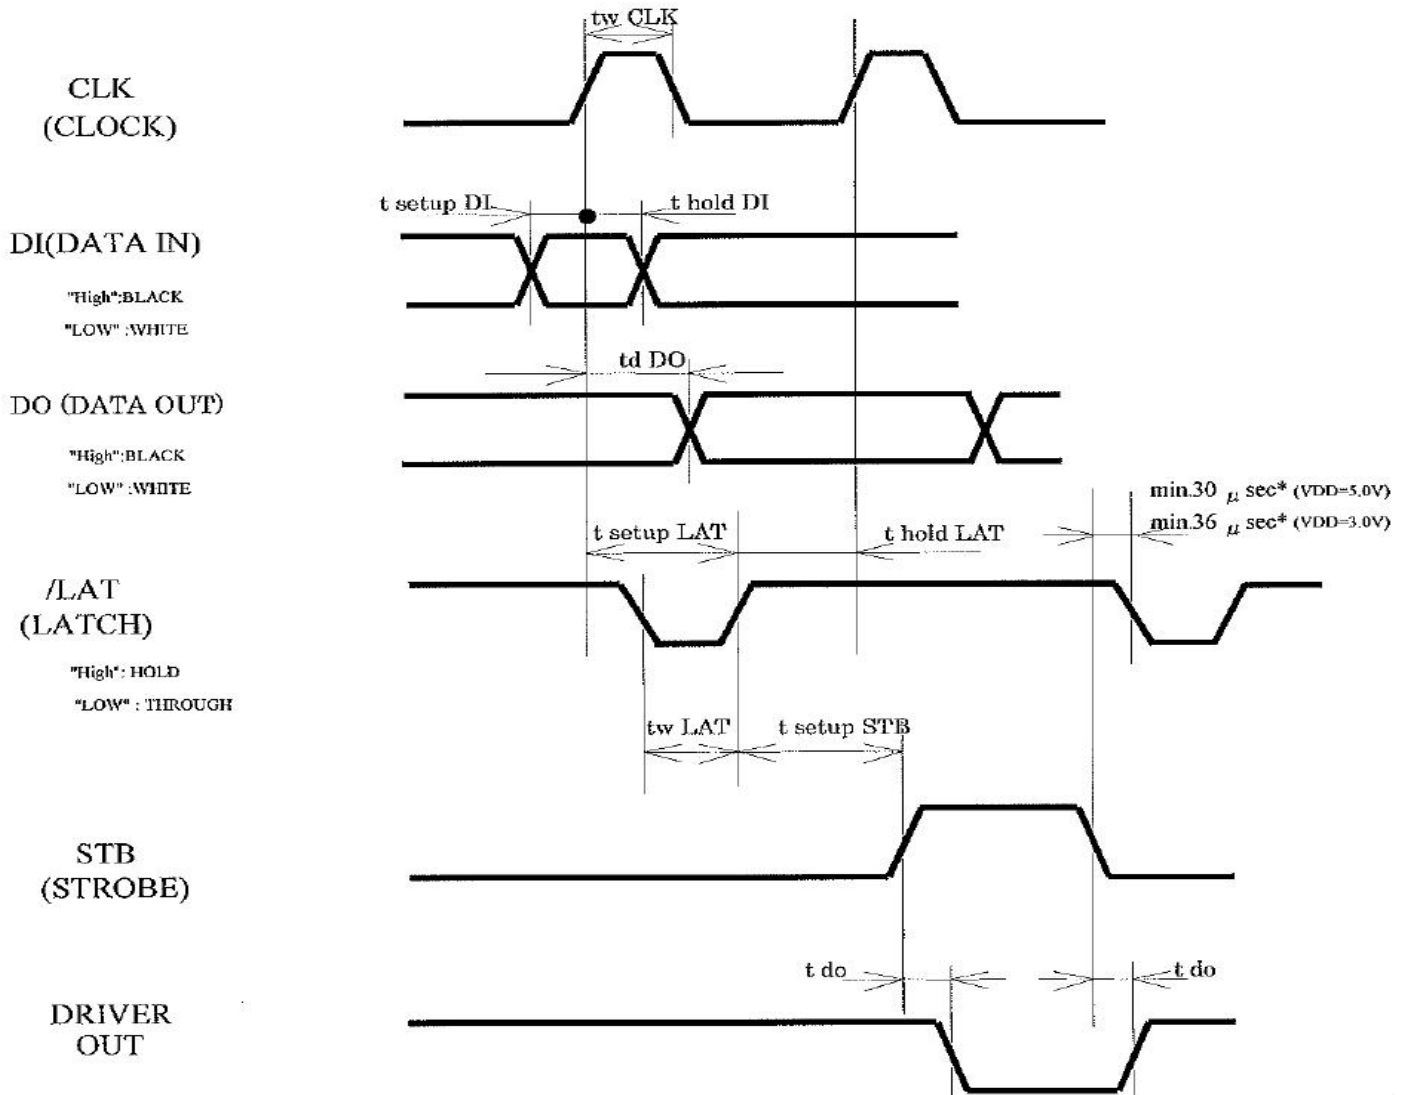 tw CLK
CLK
(CLOCK)
t setup DI
t hold DI
DI(DATA IN)
"High":BLACK
"LOW" :WHITE
td DO
DO (DATA OUT)
"High":BLACK
"LOW" :WHITE
min.30 μ sec* (VDD=5.0V)
min.36 μ sec* (VDD=3.0V)
t setup LAT
t hold LAT
/LAT
(LATCH)
"High": HOLD
"LOW" : THROUGH
tw LAT
t setup STB
STB
(STROBE)
t do
t do
DRIVER
OUT